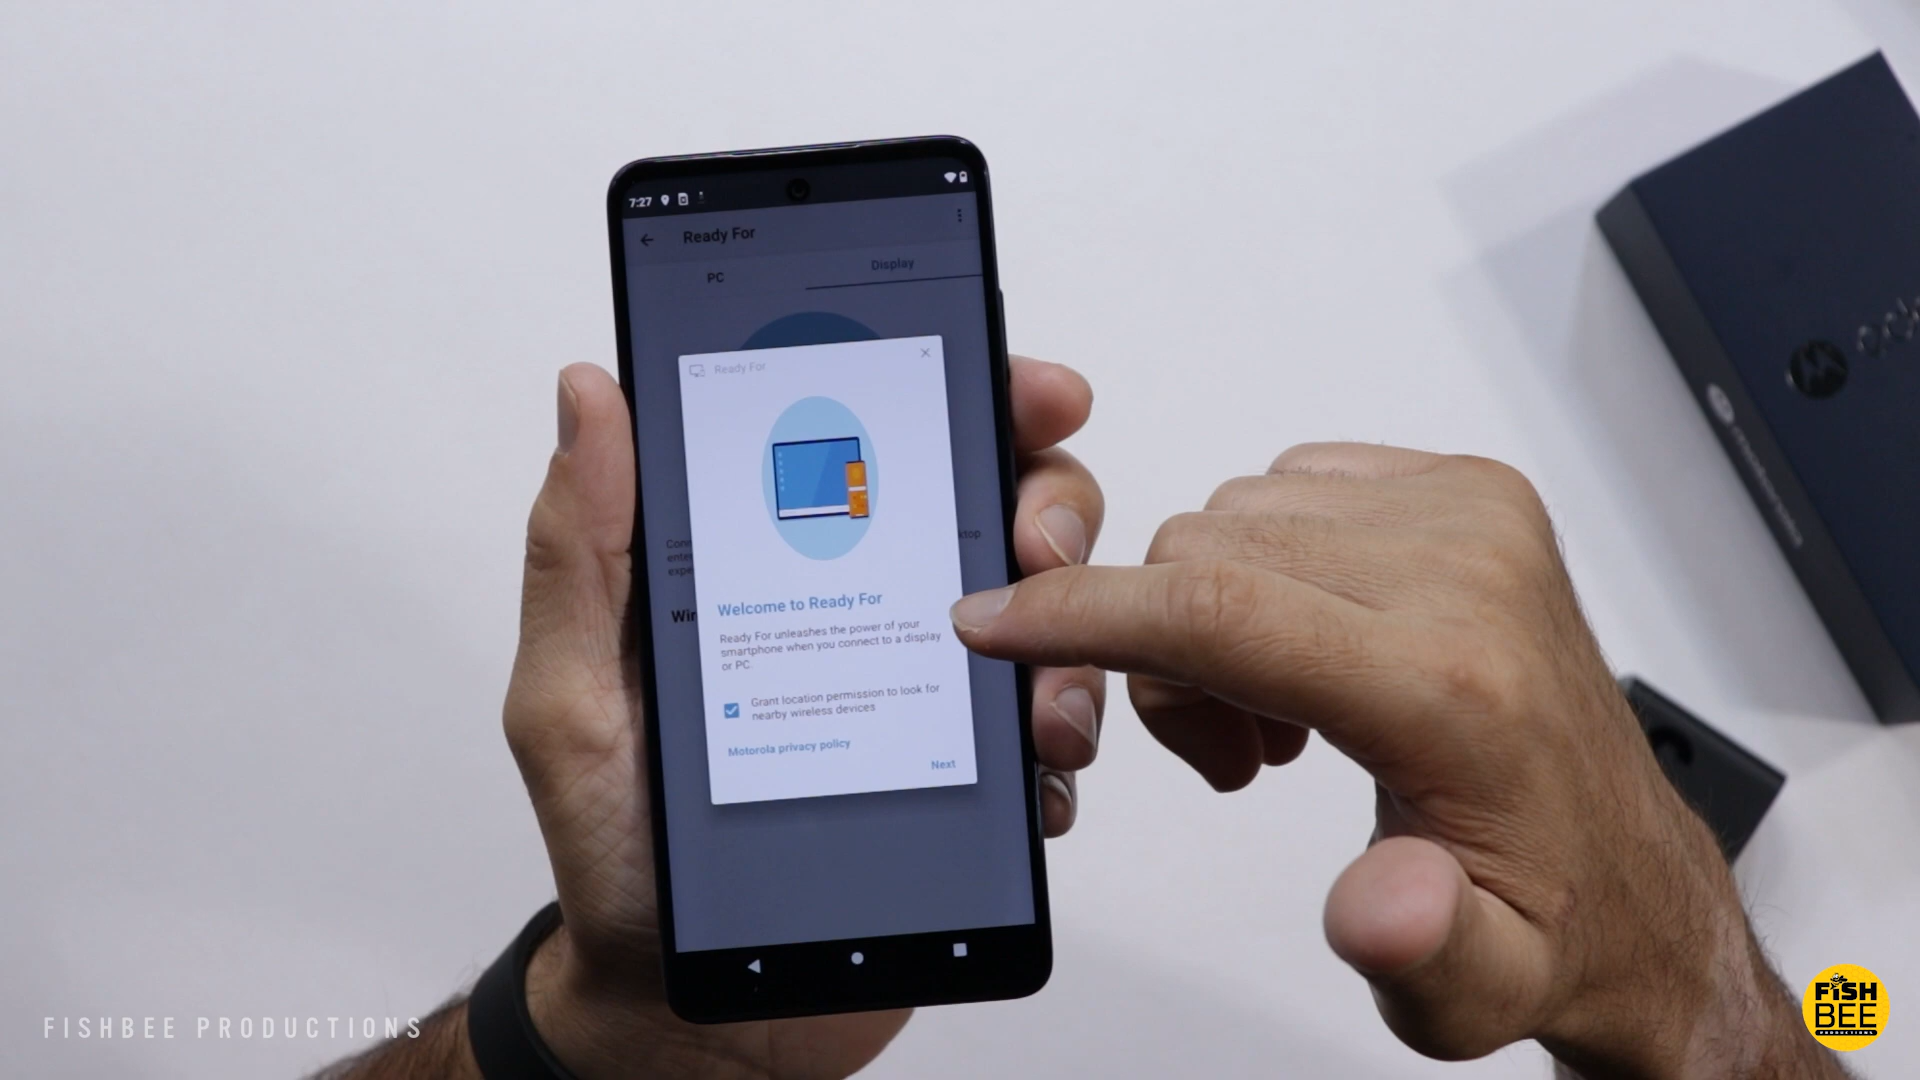 7:27
Ready For
PC
Display
Ready For
Welcome to Ready For
Ready For unleashes the power of your
smartphone when you connect to a display
or PC.
Grant location permission to look for
nearby wireless devices
Motorola privacy policy
Next
motorola
FISHBEE PRODUCTIONS
FiSH
BEE
PRODUCTIONS